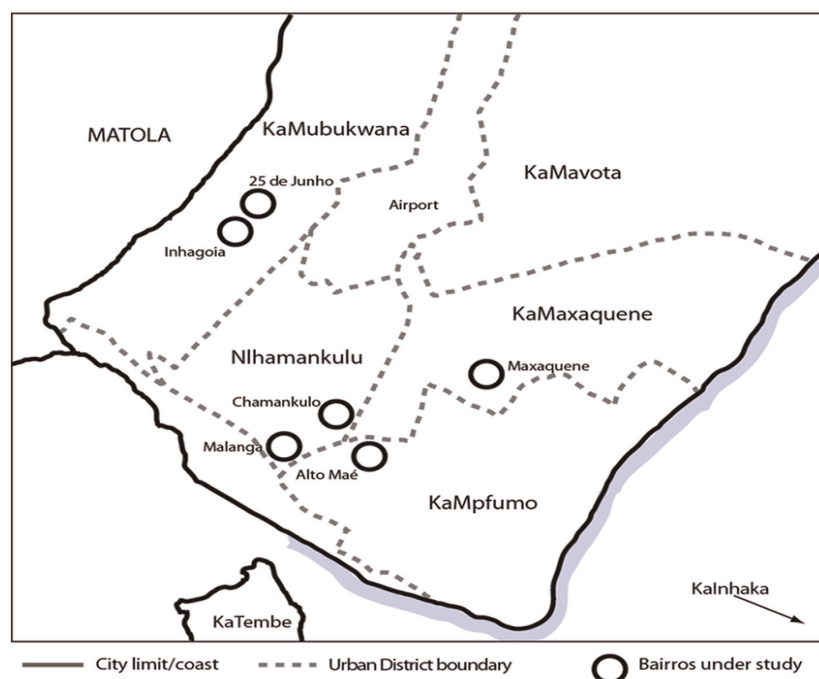 KaMubukwana
MATOLA
25 de Junho
KaMavota
Airport
Inhagoia
KaMaxaquene
Nlhamankulu
Maxaquene
Chamankulo
Malanga
Alto Maé
KaMpfumo
KaInhaka
KaTembe
City limit/coast
Urban District boundary
Bairros under study